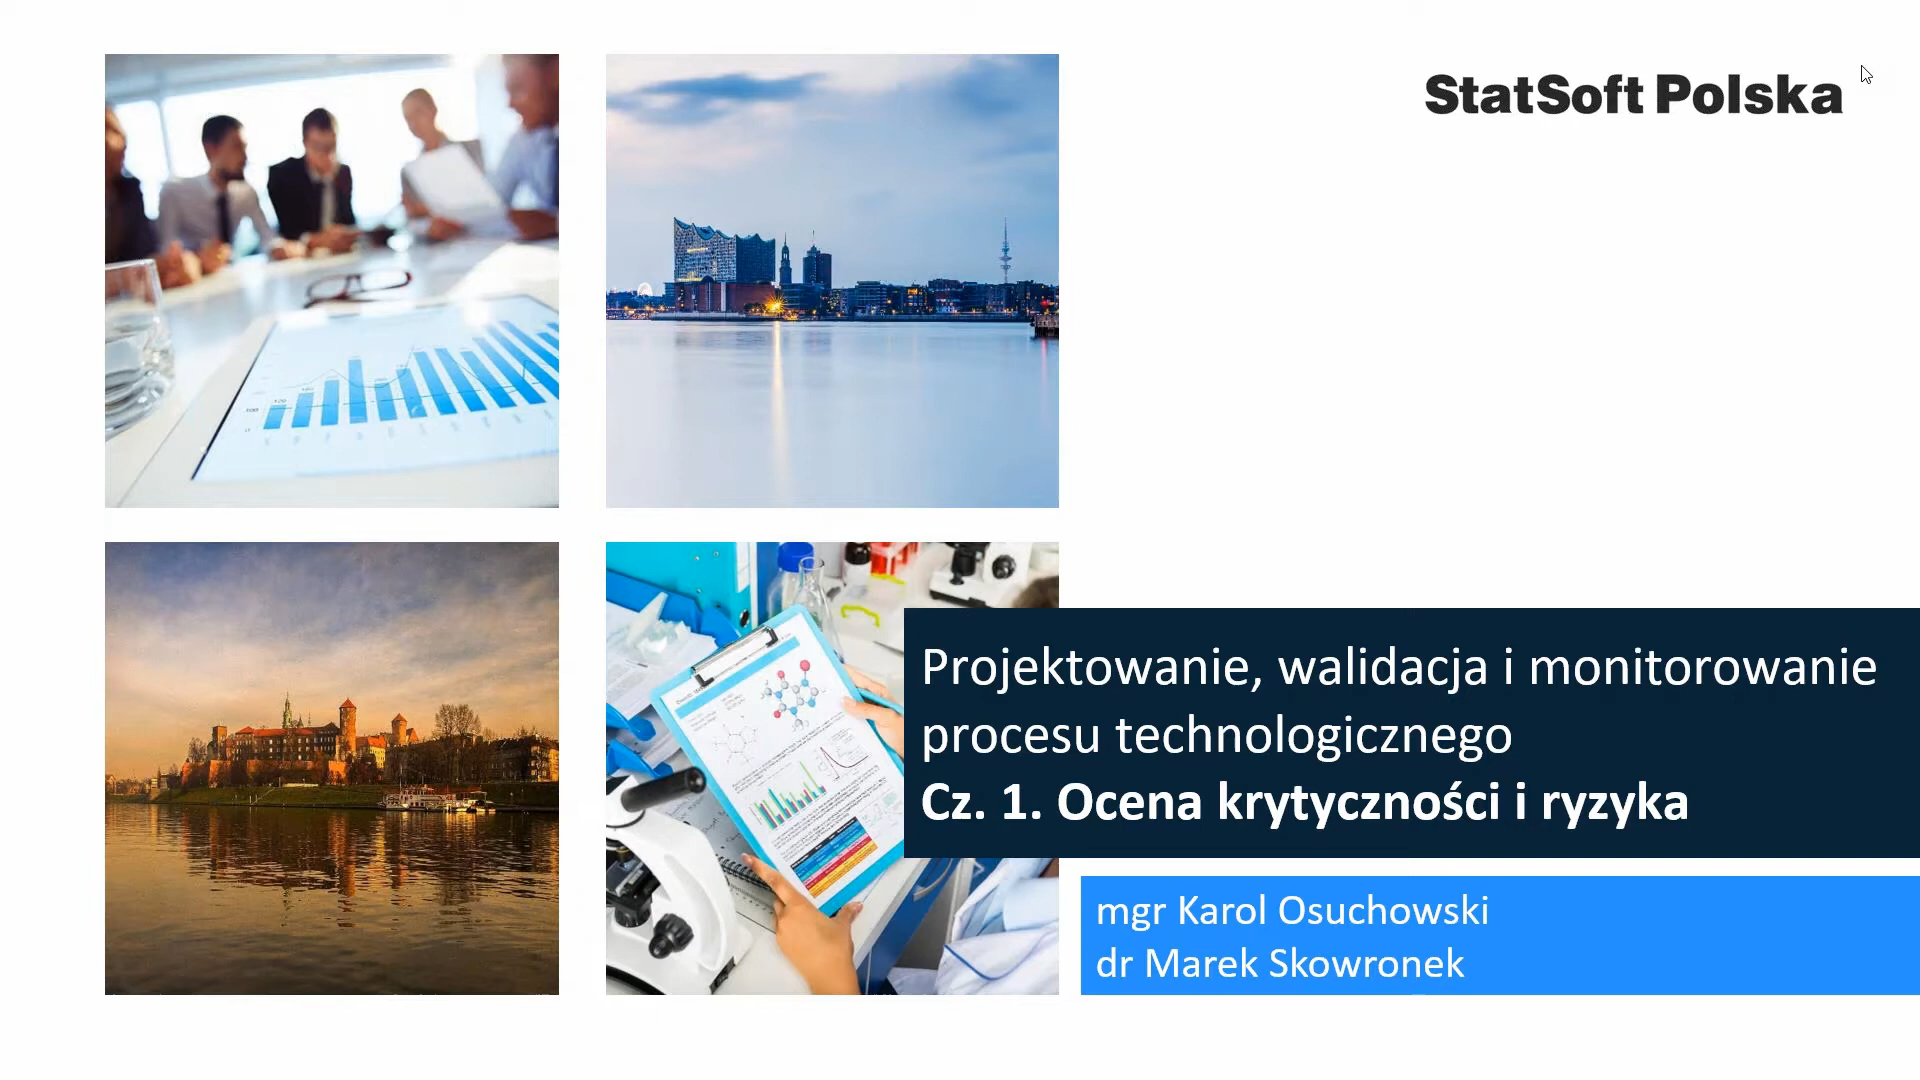 StatSoft Polska
Projektowanie, walidacja i monitorowanie
procesu technologicznego
Cz. 1. Ocena krytyczności i ryzyka
mgr Karol Osuchowski
dr Marek Skowronek